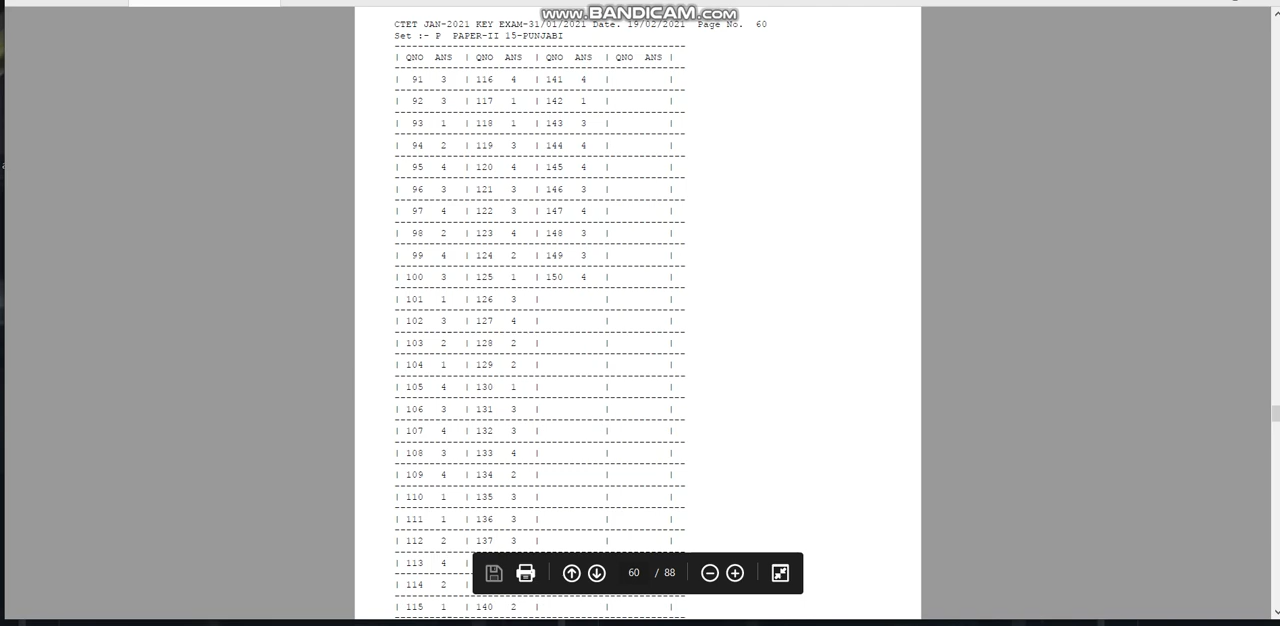 www.BANDICAM.com
CTET JAN-2021 KEY EXAM-31/01/2021 Date. 19/02/2021 Page No. 60
Set :- P PAPER-II 15-PUNJABI
| QNO ANS | QNO ANS | QNO ANS | QNO ANS |
| 91 3 | 116 4 | 141 4 | |
| 92 3 | 117 1 | 142 1 | |
| 93 1 | 118 1 | 143 3 | |
| 94 2 | 119 3 | 144 4 | |
| 95 4 | 120 4 | 145 4 | |
| 96 3 | 121 3 | 146 3 | |
| 97 4 | 122 3 | 147 4 | |
| 98 2 | 123 4 | 148 3 | |
| 99 4 | 124 2 | 149 3 | |
| 100 3 | 125 1 | 150 4 | |
| 101 1 | 126 3 | | |
| 102 3 | 127 4 | | |
| 103 2 | 128 2 | | |
| 104 1 | 129 2 | | |
| 105 4 | 130 1 | | |
| 106 3 | 131 3 | | |
| 107 4 | 132 3 | | |
| 108 3 | 133 4 | | |
| 109 4 | 134 2 | | |
| 110 1 | 135 3 | | |
| 111 1 | 136 3 | | |
| 112 2 | 137 3 | | |
| 113 4 |
| 114 2 |
| 115 1 | 140 2 | | |
60 / 88